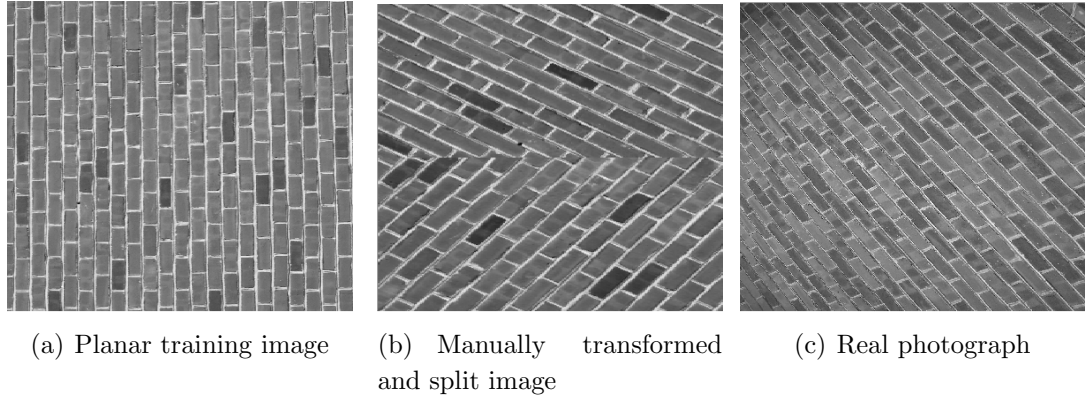 (a) Planar training image
(b) Manually transformed
and split image
(c) Real photograph